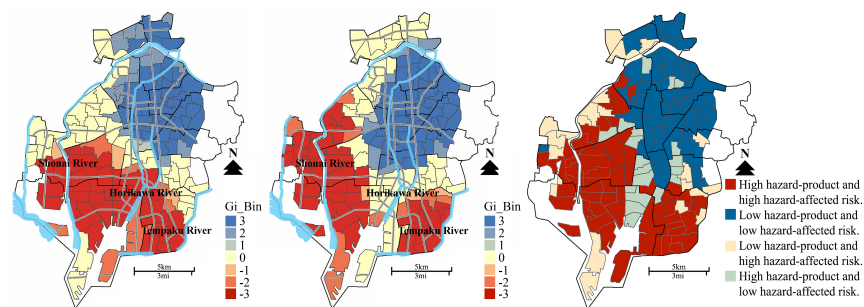 Shonai River
Horikawa River
Tempaku River
N
Gi_Bin
3
2
1
0
-1
-2
-3
5km
3mi
Shonai River
Horikawa River
Tempaku River
N
Gi_Bin
3
2
1
0
-1
-2
-3
5km
3mi
N
High hazard-product and
high hazard-affected risk.
Low hazard-product and
low hazard-affected risk.
Low hazard-product and
high hazard-affected risk.
High hazard-product and
low hazard-affected risk.
5km
3mi